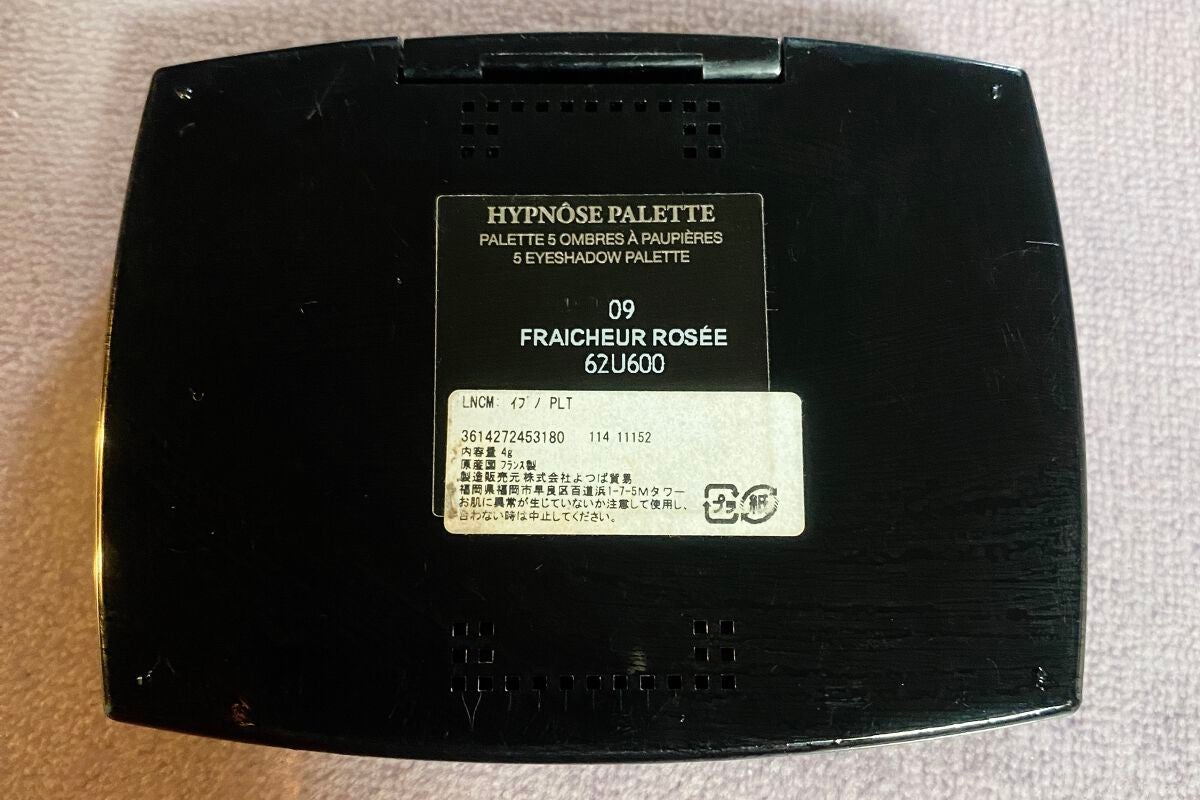 HYPNÔSE PALETTE
PALETTE 5 OMBRES À PAUPIÈRES
5 EYESHADOW PALETTE
09
FRAICHEUR ROSÉE
62U600
LNCM: ｲﾌﾟﾉ PLT
3614272453180 114 11152
内容量 4g
原産国 フランス製
製造販売元 株式会社よつば貿易
福岡県福岡市早良区百道浜1-7-5Mタワー
お肌に異常が生じていないか注意して使用し、
合わない時は中止してください。
プラ 紙